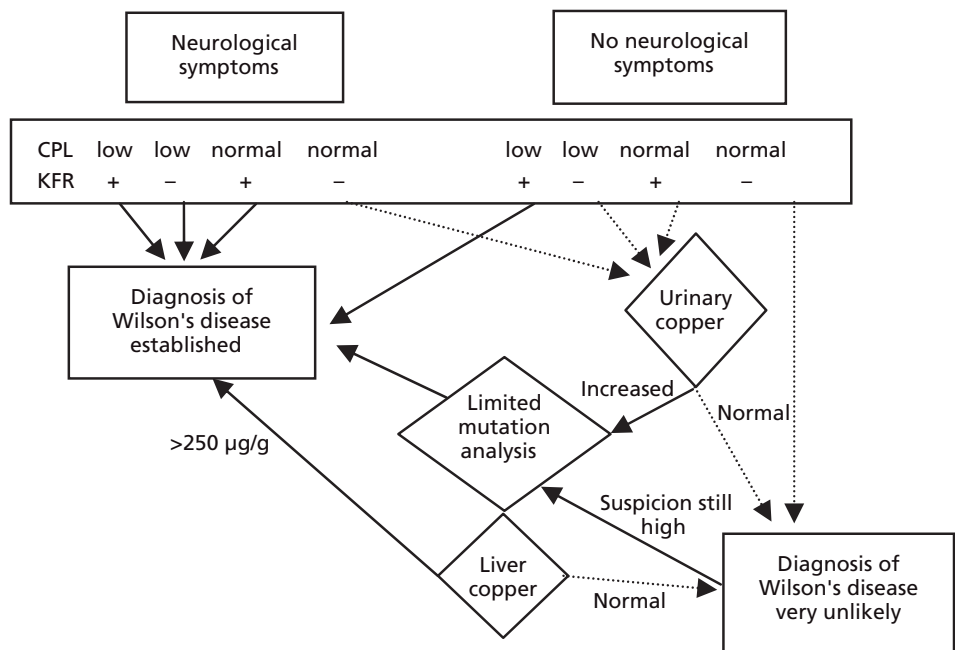 Neurological
symptoms
No neurological
symptoms
CPL low low normal normal low low normal normal
KFR + – + – + – + –
Diagnosis of
Wilson's disease
established
Urinary
copper
Increased
Normal
Limited
mutation
analysis
>250 µg/g
Suspicion still
high
Liver
copper
Normal
Diagnosis of
Wilson's disease
very unlikely